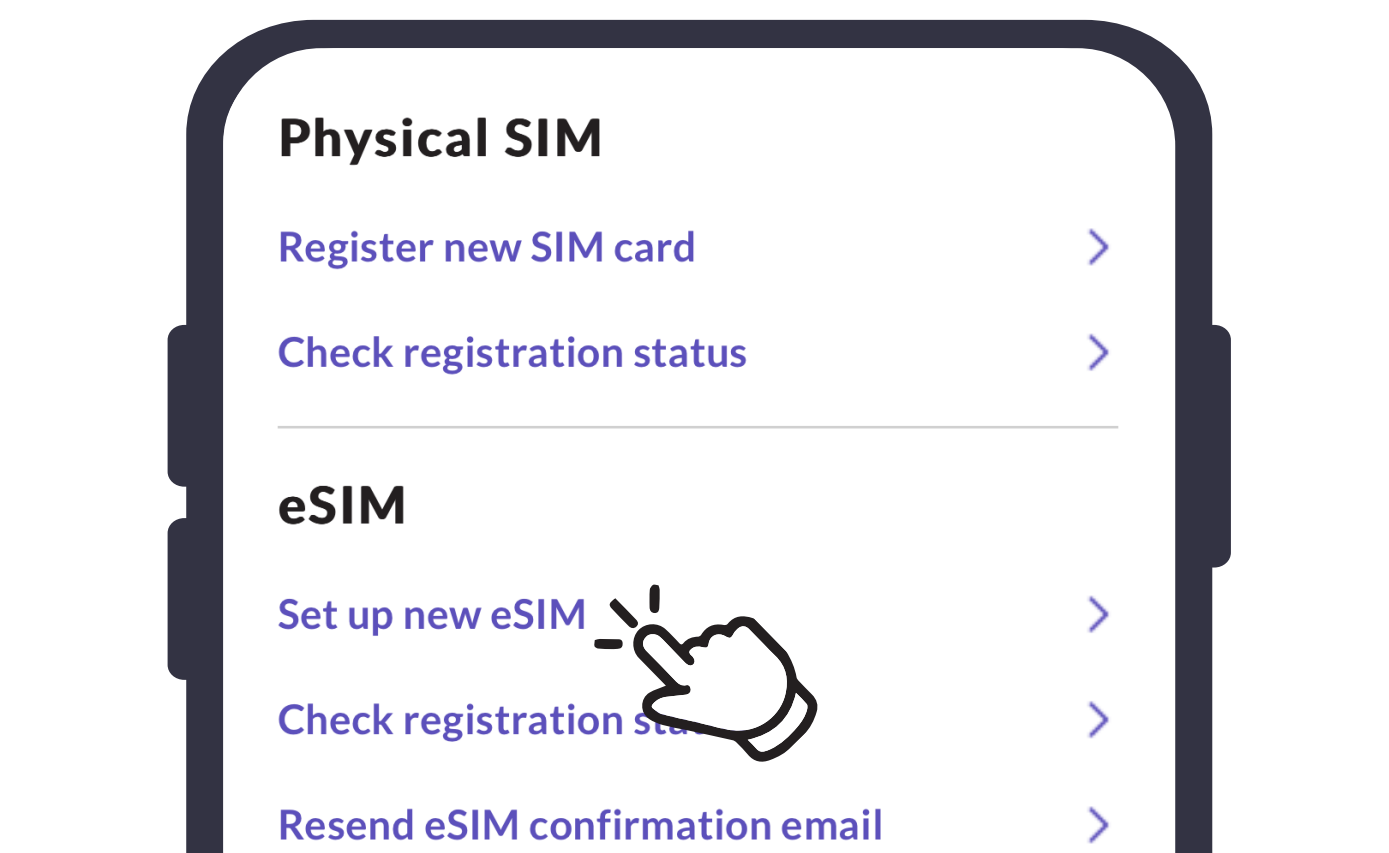 Physical SIM
Register new SIM card
Check registration status
eSIM
Set up new eSIM
Check registration
Resend eSIM confirmation email